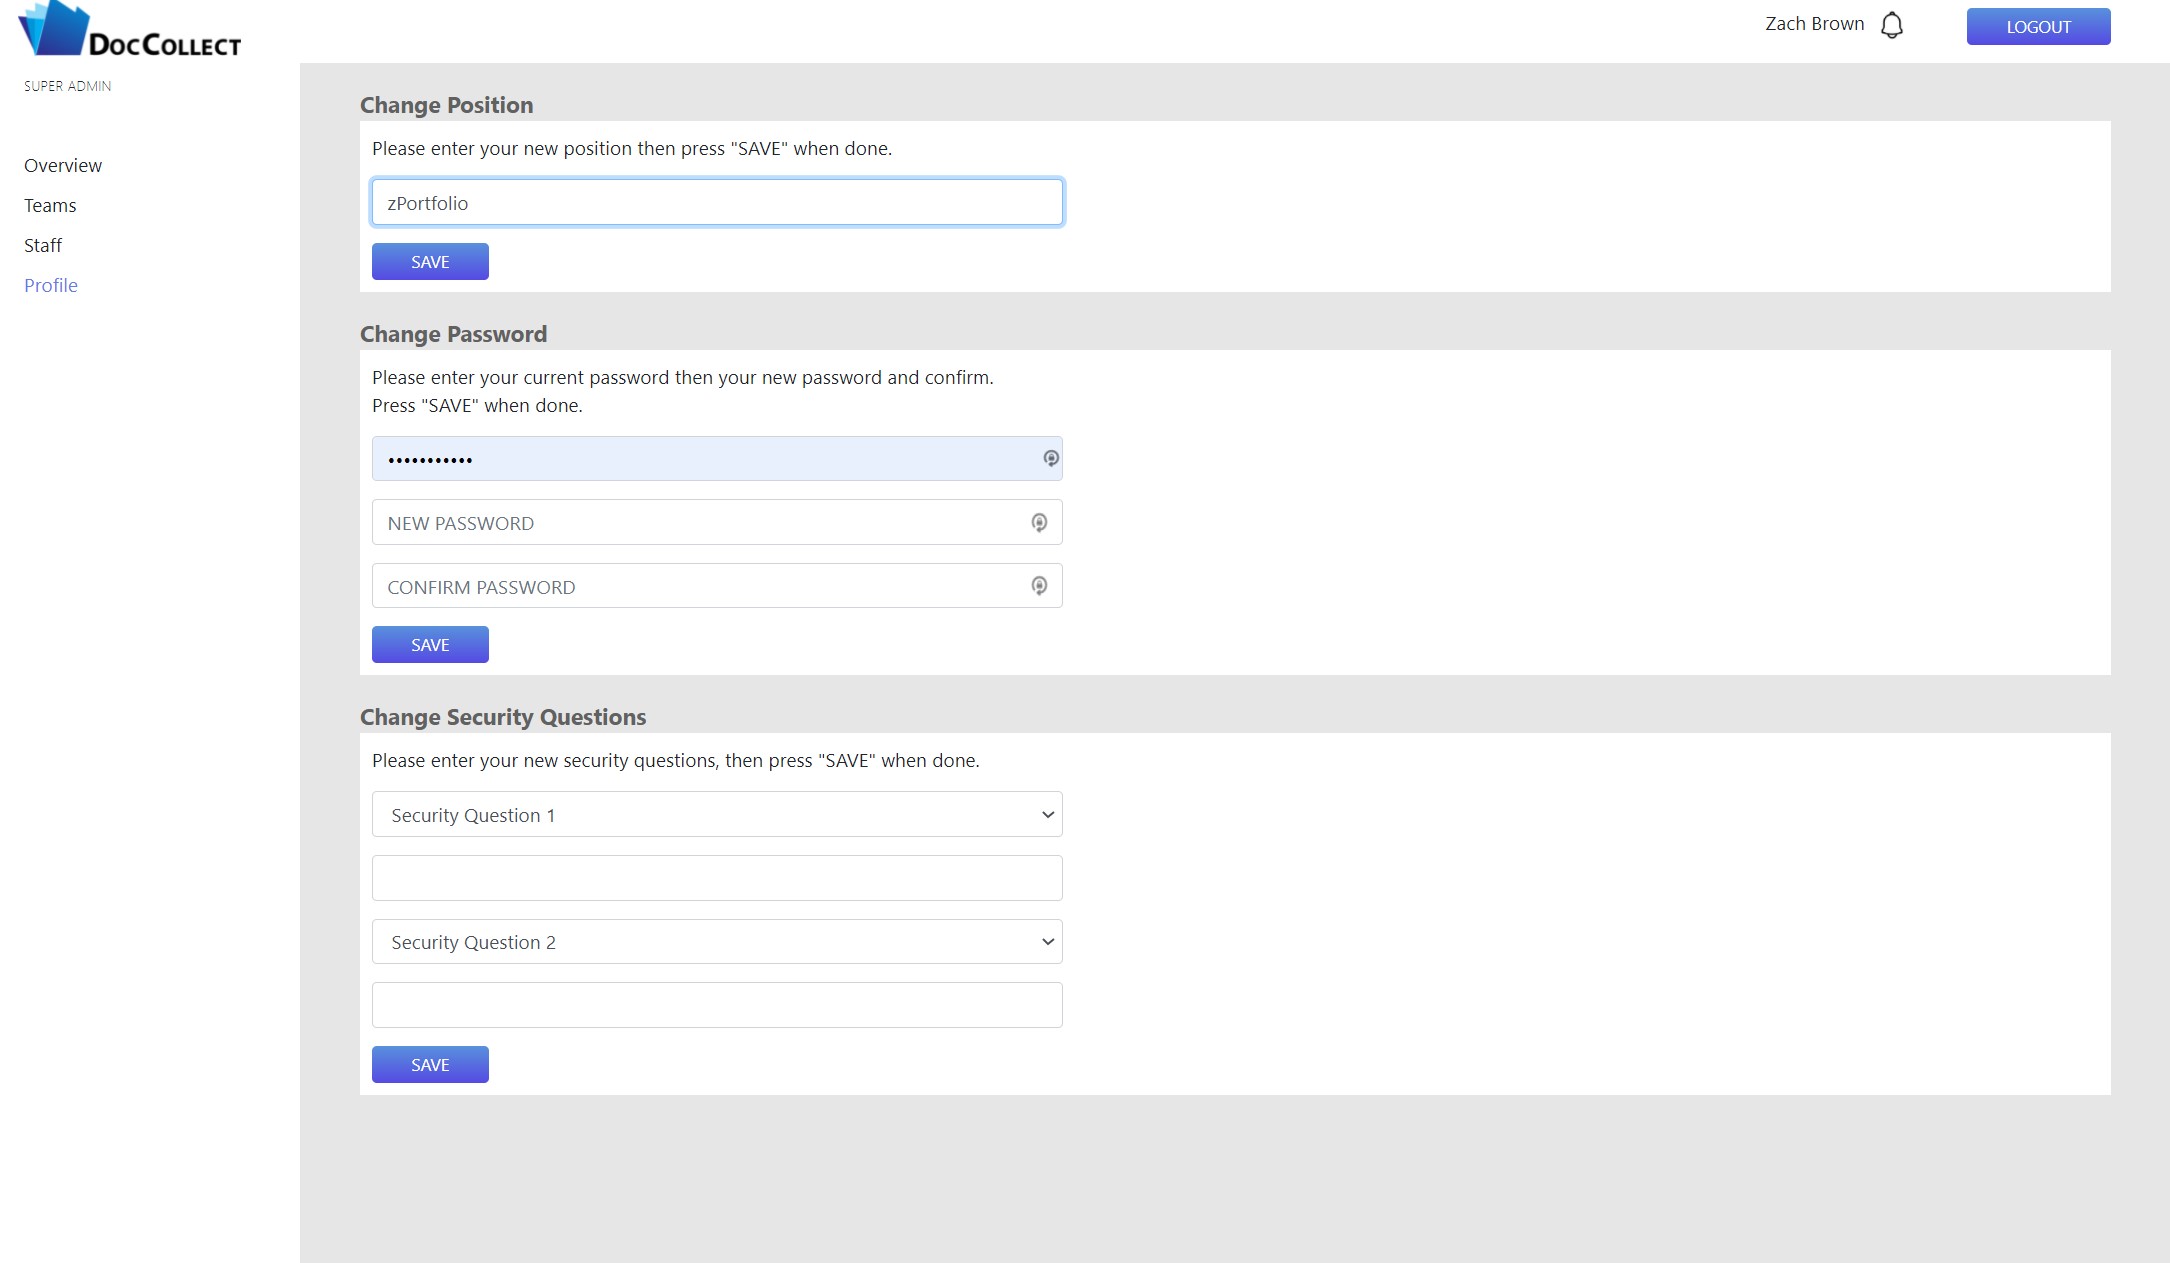 DocCollect
Zach Brown
LOGOUT
SUPER ADMIN
Overview
Teams
Staff
Profile
Change Position
Please enter your new position then press "SAVE" when done.
zPortfolio
SAVE
Change Password
Please enter your current password then your new password and confirm.
Press "SAVE" when done.
•••••••••••
NEW PASSWORD
CONFIRM PASSWORD
SAVE
Change Security Questions
Please enter your new security questions, then press "SAVE" when done.
Security Question 1
Security Question 2
SAVE